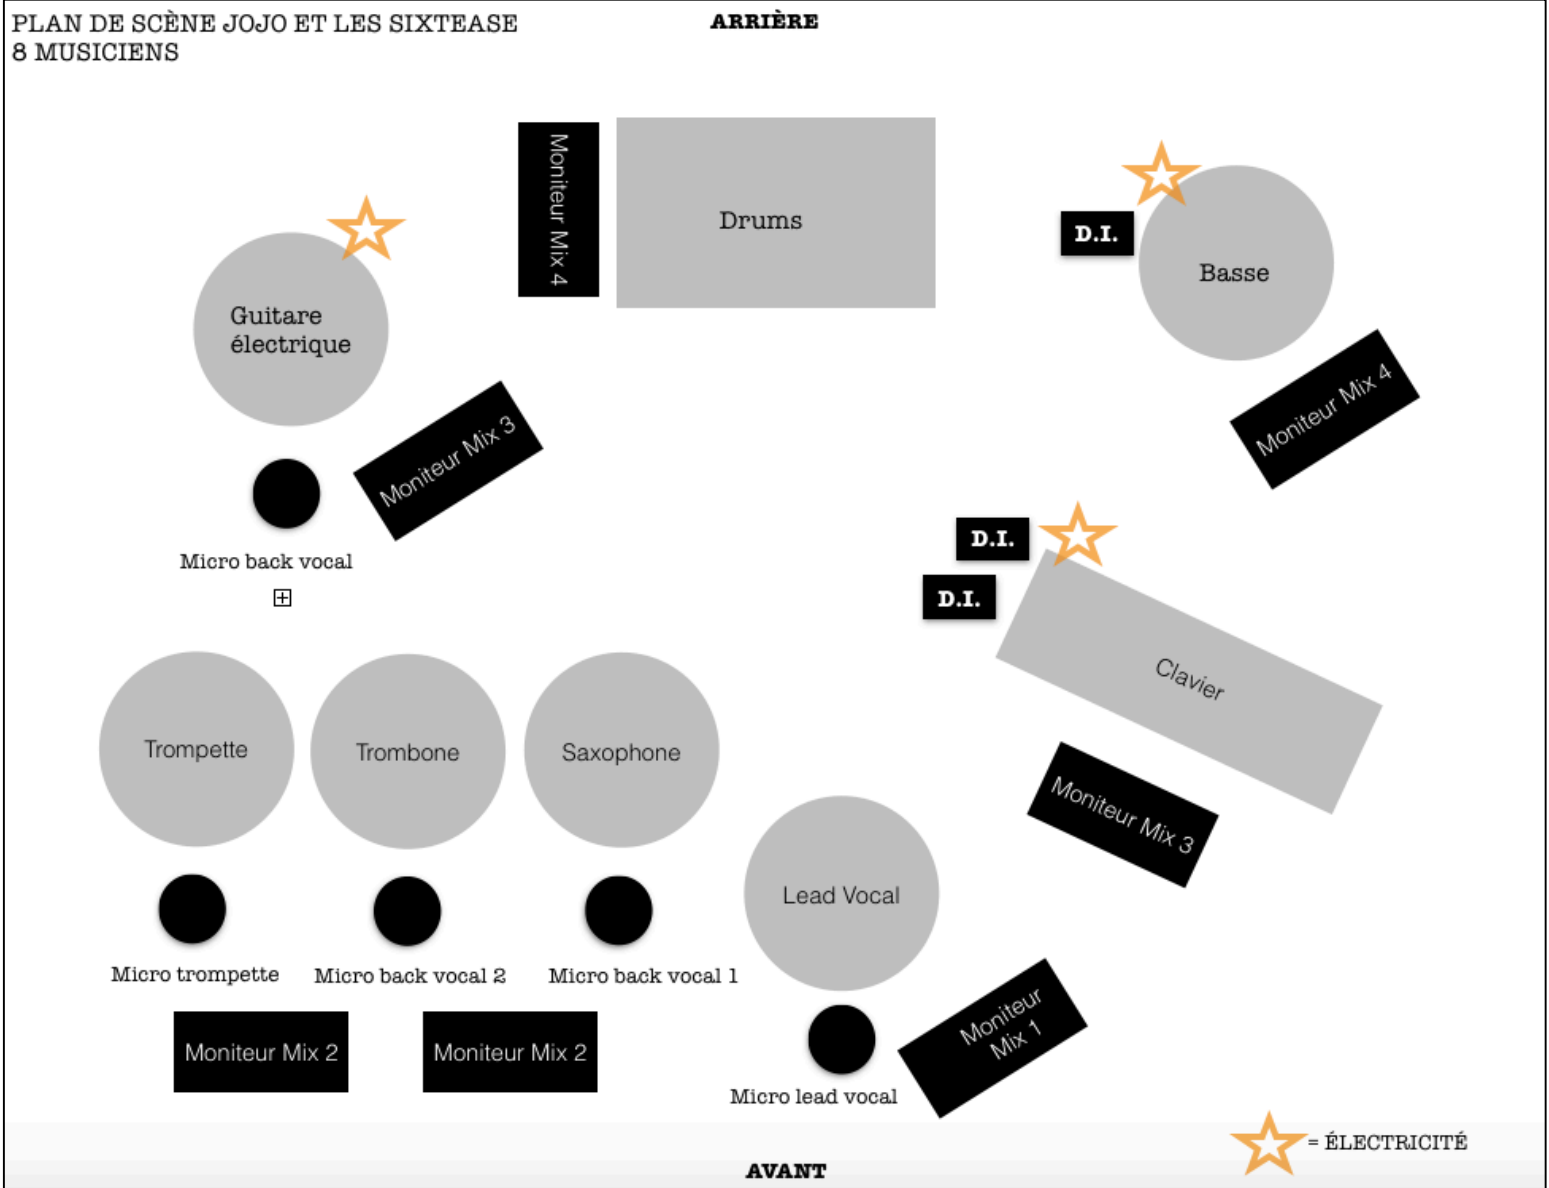 PLAN DE SCÈNE JOJO ET LES SIXTEASE
8 MUSICIENS
ARRIÈRE
Moniteur Mix 4
Drums
D.I.
Basse
Guitare
électrique
Moniteur Mix 4
Moniteur Mix 3
Micro back vocal
D.I.
D.I.
Clavier
Trompette
Trombone
Saxophone
Moniteur Mix 3
Lead Vocal
Micro trompette
Micro back vocal 2
Micro back vocal 1
Moniteur
Mix 1
Moniteur Mix 2
Moniteur Mix 2
Micro lead vocal
= ÉLECTRICITÉ
AVANT